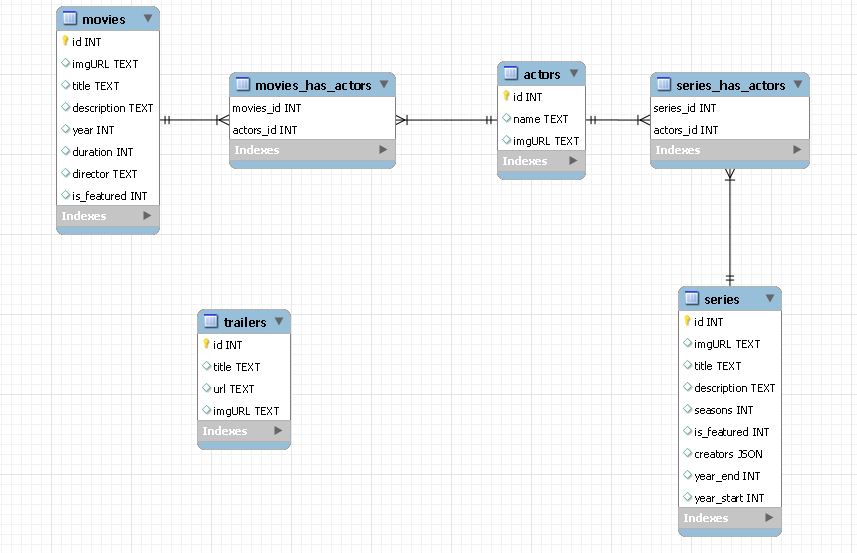 movies
id INT
imgURL TEXT
title TEXT
description TEXT
year INT
duration INT
director TEXT
is_featured INT
Indexes
movies_has_actors
movies_id INT
actors_id INT
Indexes
actors
id INT
name TEXT
imgURL TEXT
Indexes
series_has_actors
series_id INT
actors_id INT
Indexes
trailers
id INT
title TEXT
url TEXT
imgURL TEXT
Indexes
series
id INT
imgURL TEXT
title TEXT
description TEXT
seasons INT
is_featured INT
creators JSON
year_end INT
year_start INT
Indexes